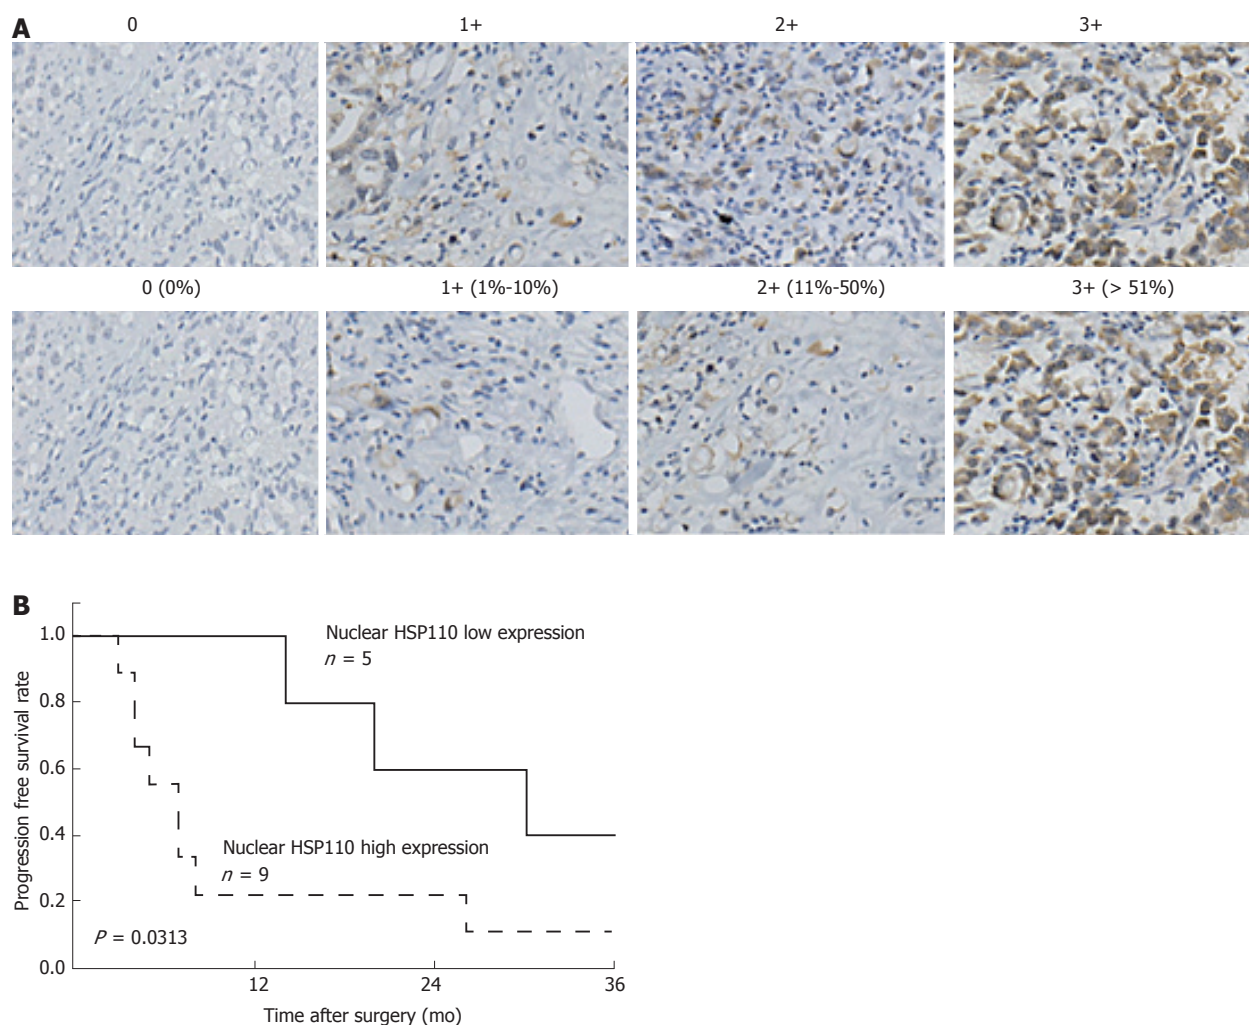 A
0 1+ 2+ 3+
0 (0%) 1+ (1%-10%) 2+ (11%-50%) 3+ (> 51%)
B
1.0
0.8
0.6
0.4
0.2
0.0
Progression free survival rate
Nuclear HSP110 low expression
n = 5
Nuclear HSP110 high expression
n = 9
P = 0.0313
12 24 36
Time after surgery (mo)